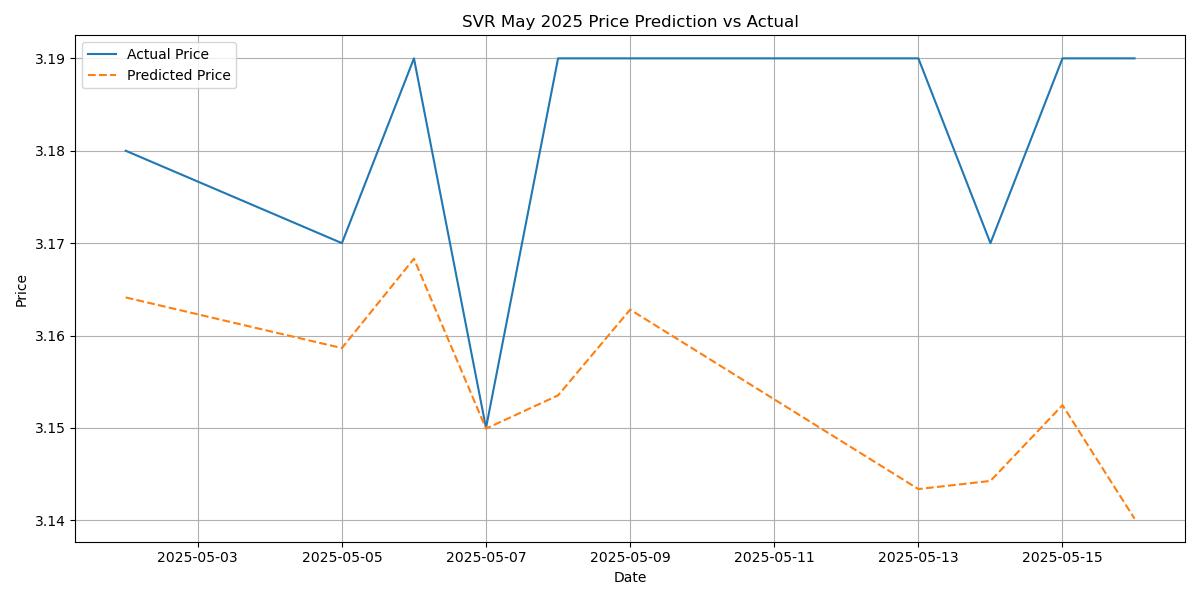 SVR May 2025 Price Prediction vs Actual
Actual Price
Predicted Price
3.19
3.18
3.17
3.16
3.15
3.14
Price
2025-05-03
2025-05-05
2025-05-07
2025-05-09
2025-05-11
2025-05-13
2025-05-15
Date